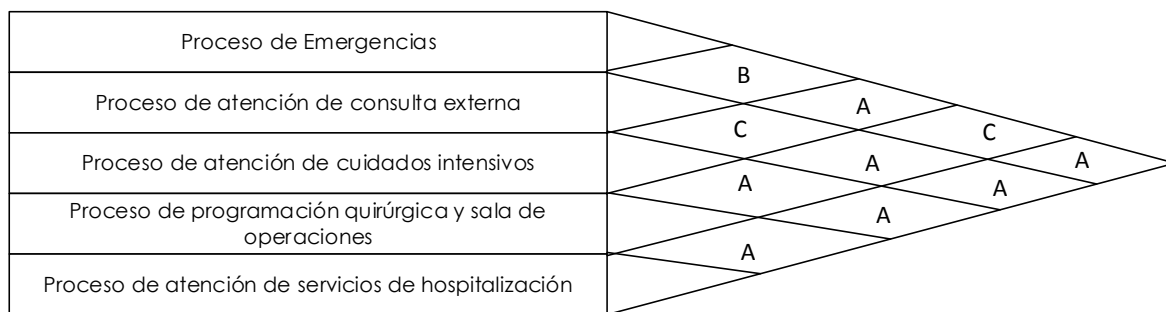 Proceso de Emergencias
B
Proceso de atención de consulta externa
A
C
C
Proceso de atención de cuidados intensivos
A
A
A
A
Proceso de programación quirúrgica y sala de
operaciones
A
A
Proceso de atención de servicios de hospitalización